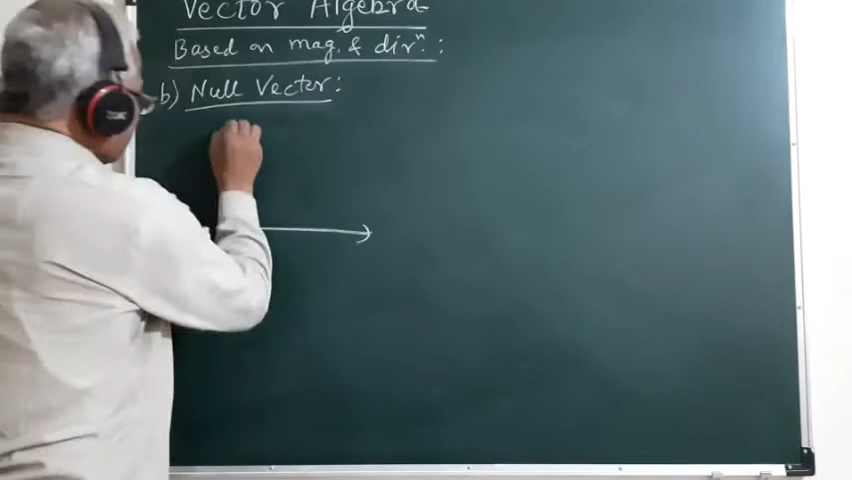 Vector Algebra
Based on mag. & dirⁿ. :
b) Null Vector :